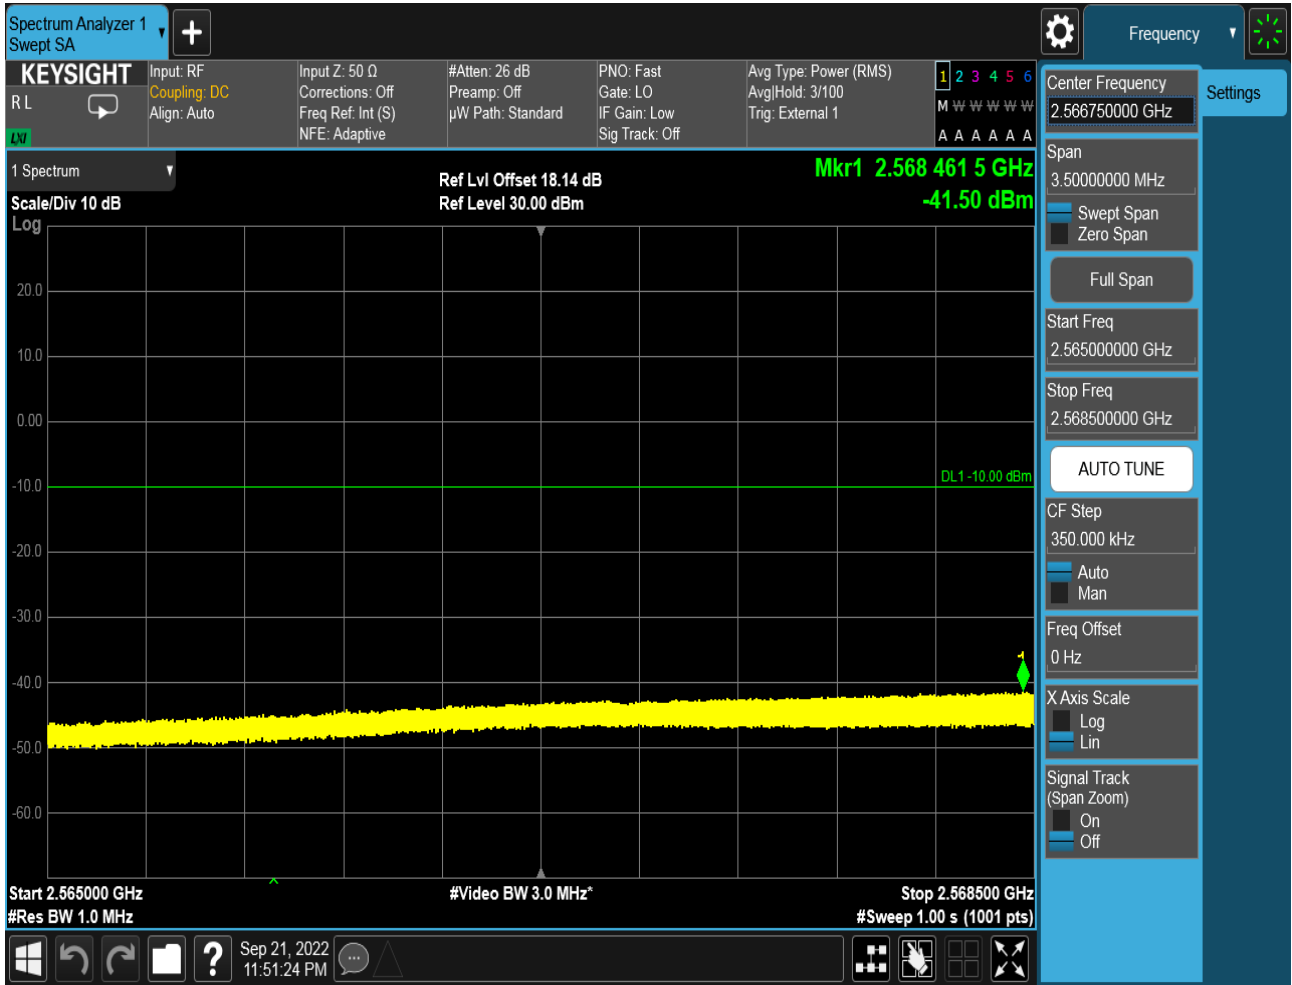 Spectrum Analyzer 1
Swept SA
Frequency
KEYSIGHT
R L
LXI
Input: RF
Coupling: DC
Align: Auto
Input Z: 50 Ω
Corrections: Off
Freq Ref: Int (S)
NFE: Adaptive
#Atten: 26 dB
Preamp: Off
µW Path: Standard
PNO: Fast
Gate: LO
IF Gain: Low
Sig Track: Off
Avg Type: Power (RMS)
Avg|Hold: 3/100
Trig: External 1
1 2 3 4 5 6
M W W W W W
A A A A A A
1 Spectrum
Scale/Div 10 dB
Log
Ref Lvl Offset 18.14 dB
Ref Level 30.00 dBm
Mkr1 2.568 461 5 GHz
-41.50 dBm
20.0
10.0
0.00
-10.0
-20.0
-30.0
-40.0
-50.0
-60.0
DL1 -10.00 dBm
1
Start 2.565000 GHz
#Res BW 1.0 MHz
#Video BW 3.0 MHz*
Stop 2.568500 GHz
#Sweep 1.00 s (1001 pts)
Center Frequency
2.566750000 GHz
Settings
Span
3.50000000 MHz
Swept Span
Zero Span
Full Span
Start Freq
2.565000000 GHz
Stop Freq
2.568500000 GHz
AUTO TUNE
CF Step
350.000 kHz
Auto
Man
Freq Offset
0 Hz
X Axis Scale
Log
Lin
Signal Track
(Span Zoom)
On
Off
?
Sep 21, 2022
11:51:24 PM